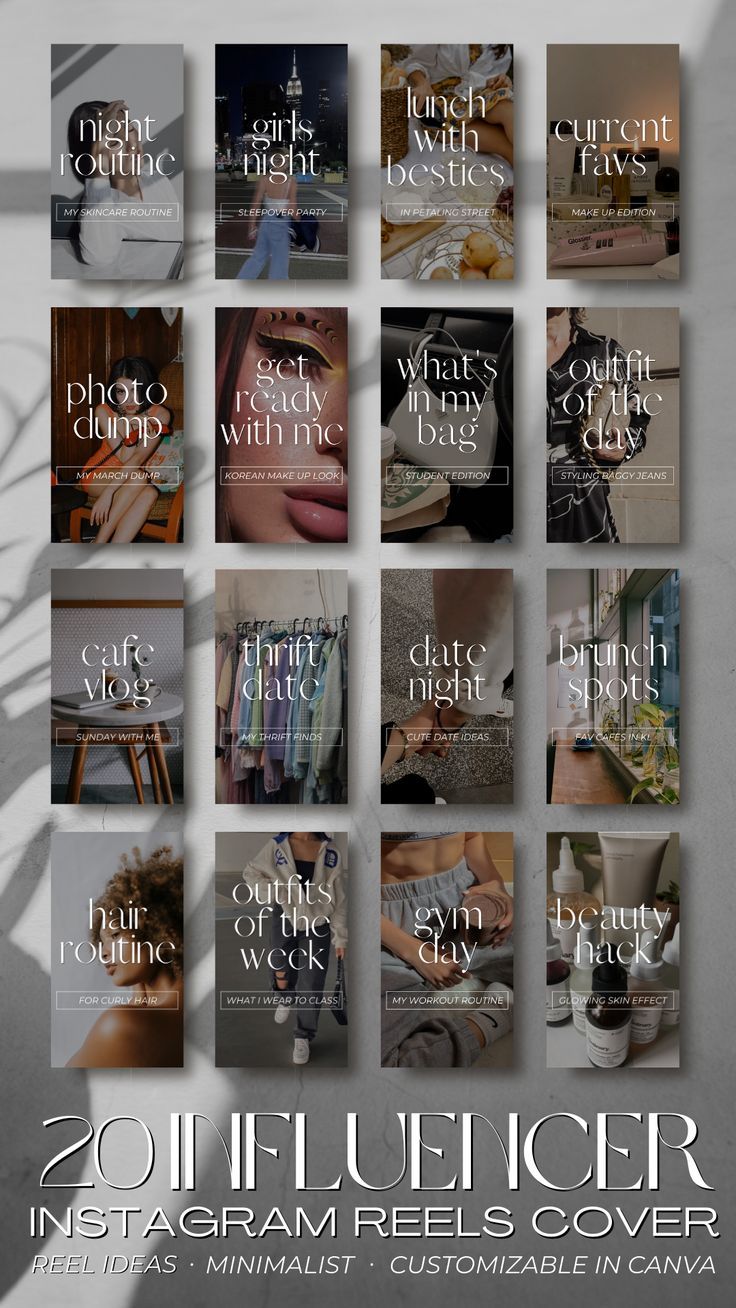 night
routine
MY SKINCARE ROUTINE
girls
night
SLEEPOVER PARTY
lunch
with
besties
IN PETALING STREET
current
favs
Glossier.
MAKE UP EDITION
photo
dump
MY MARCH DUMP
get
ready
with me
KOREAN MAKE UP LOOK
what's
in my
bag
STUDENT EDITION
outfit
of the
day
STYLING BAGGY JEANS
cafe
vlog
SUNDAY WITH ME
thrift
date
MY THRIFT FINDS
date
night
CUTE DATE IDEAS
brunch
spots
FAV CAFES IN KL
hair
routine
FOR CURLY HAIR
outfits
of the
week
WHAT I WEAR TO CLASS
gym
day
MY WORKOUT ROUTINE
beauty
hack
GLOWING SKIN EFFECT
20 INFLUENCER
INSTAGRAM REELS COVER
REEL IDEAS · MINIMALIST · CUSTOMIZABLE IN CANVA